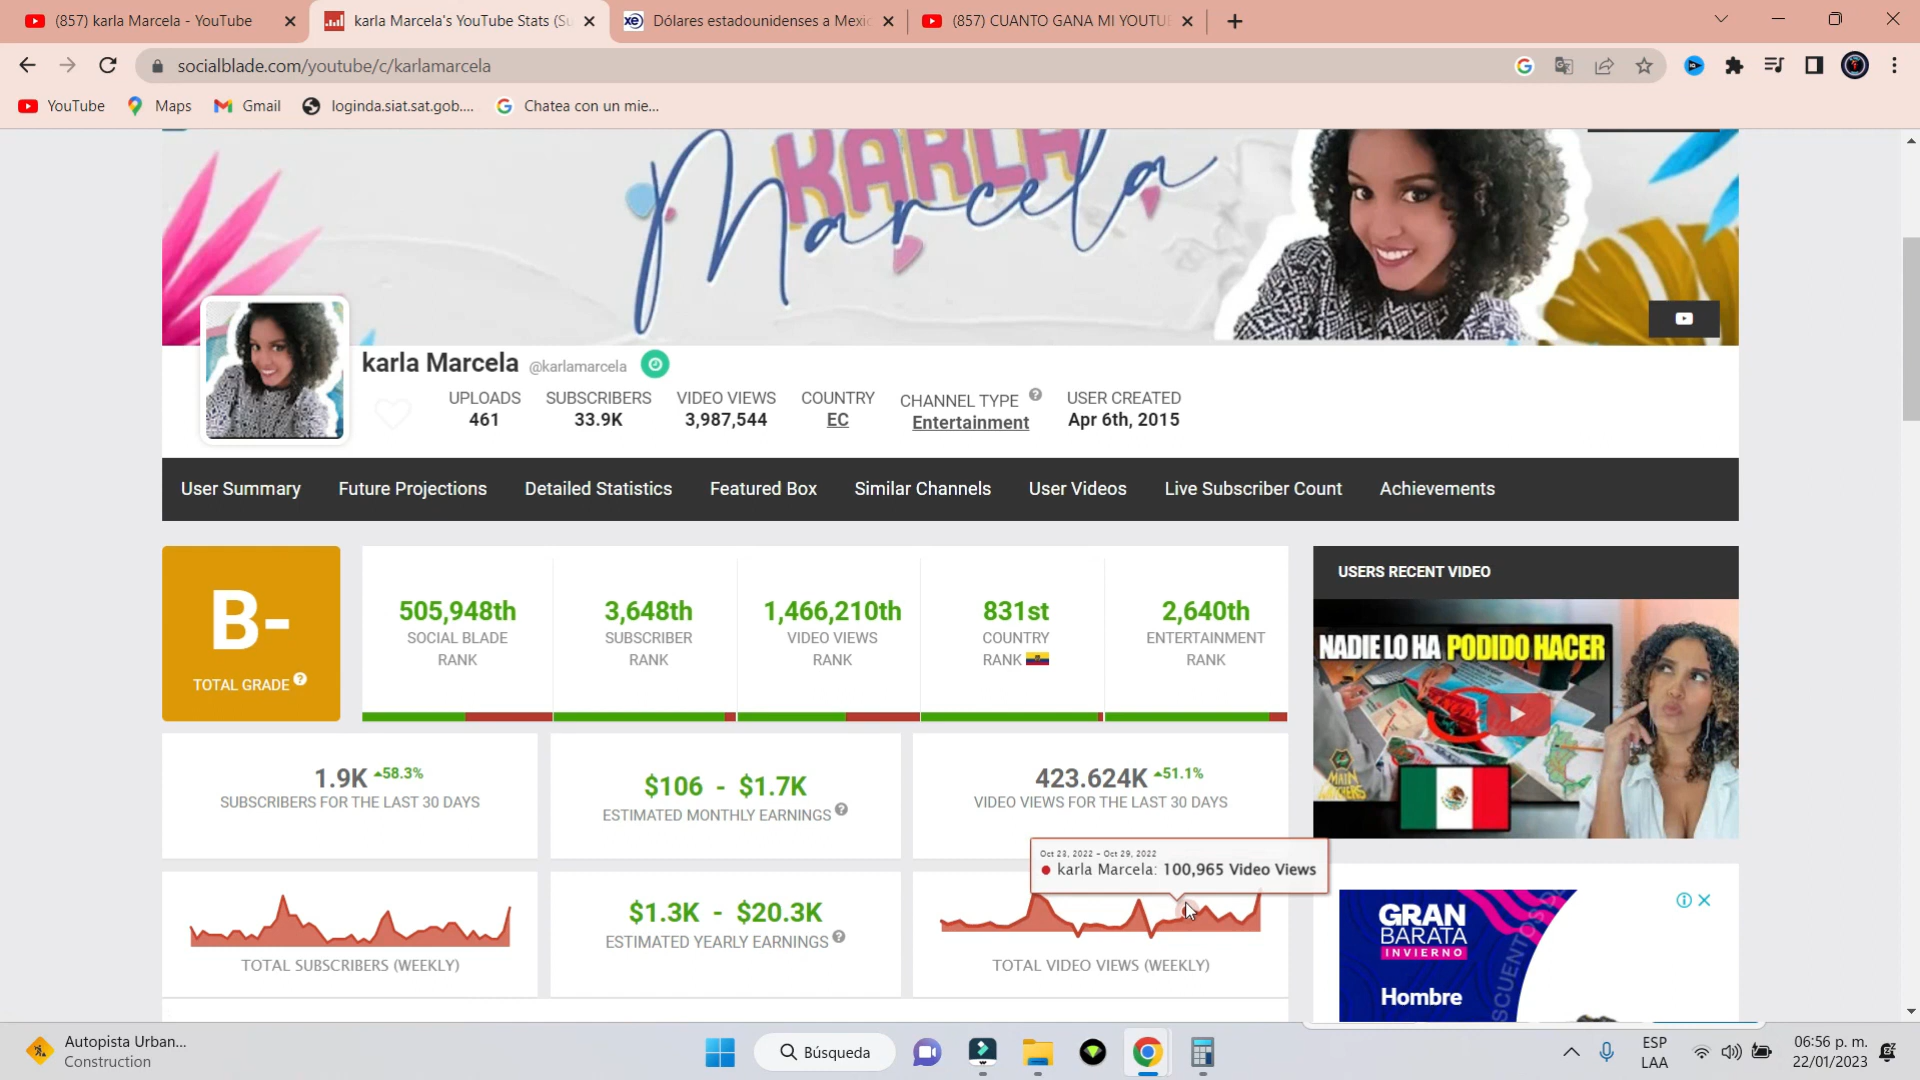 (857) karla Marcela - YouTube
karla Marcela's YouTube Stats (Su
Dólares estadounidenses a Mexic
(857) CUANTO GANA MI YOUTUE
socialblade.com/youtube/c/karlamarcela
YouTube
Maps
Gmail
loginda.siat.sat.gob....
Chatea con un mie...
KARLA
Marcela
karla Marcela @karlamarcela
UPLOADS SUBSCRIBERS VIDEO VIEWS COUNTRY CHANNEL TYPE USER CREATED
461 33.9K 3,987,544 EC Entertainment Apr 6th, 2015
User Summary Future Projections Detailed Statistics Featured Box Similar Channels User Videos Live Subscriber Count Achievements
B-
TOTAL GRADE
505,948th
SOCIAL BLADE
RANK
3,648th
SUBSCRIBER
RANK
1,466,210th
VIDEO VIEWS
RANK
831st
COUNTRY
RANK
2,640th
ENTERTAINMENT
RANK
USERS RECENT VIDEO
NADIE LO HA PODIDO HACER
1.9K 58.3%
SUBSCRIBERS FOR THE LAST 30 DAYS
$106 - $1.7K
ESTIMATED MONTHLY EARNINGS
423.624K 51.1%
VIDEO VIEWS FOR THE LAST 30 DAYS
Oct 23, 2022 - Oct 29, 2022
karla Marcela: 100,965 Video Views
TOTAL SUBSCRIBERS (WEEKLY)
$1.3K - $20.3K
ESTIMATED YEARLY EARNINGS
TOTAL VIDEO VIEWS (WEEKLY)
GRAN
BARATA
INVIERNO
Hombre
Autopista Urban...
Construction
Búsqueda
ESP
LAA
06:56 p. m.
22/01/2023